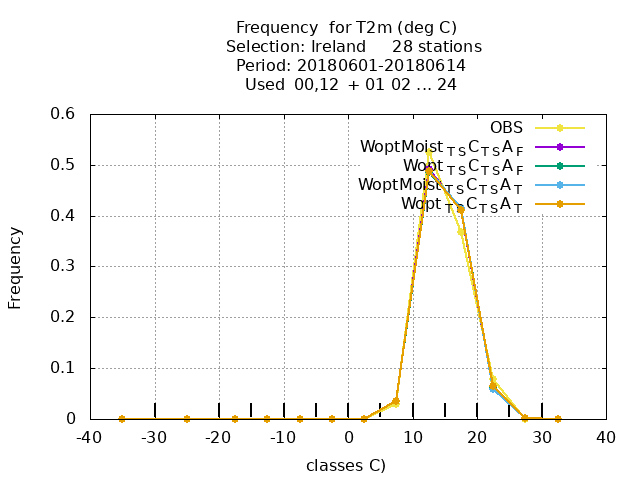 Frequency for T2m (deg C)
Selection: Ireland 28 stations
Period: 20180601-20180614
Used 00,12 + 01 02 ... 24
0.6
0.5
0.4
0.3
0.2
0.1
0
Frequency
OBS
WoptMoist TS C TS A F
Wopt TS C TS A F
WoptMoist TS C TS A T
Wopt TS C TS A T
-40 -30 -20 -10 0 10 20 30 40
classes C)